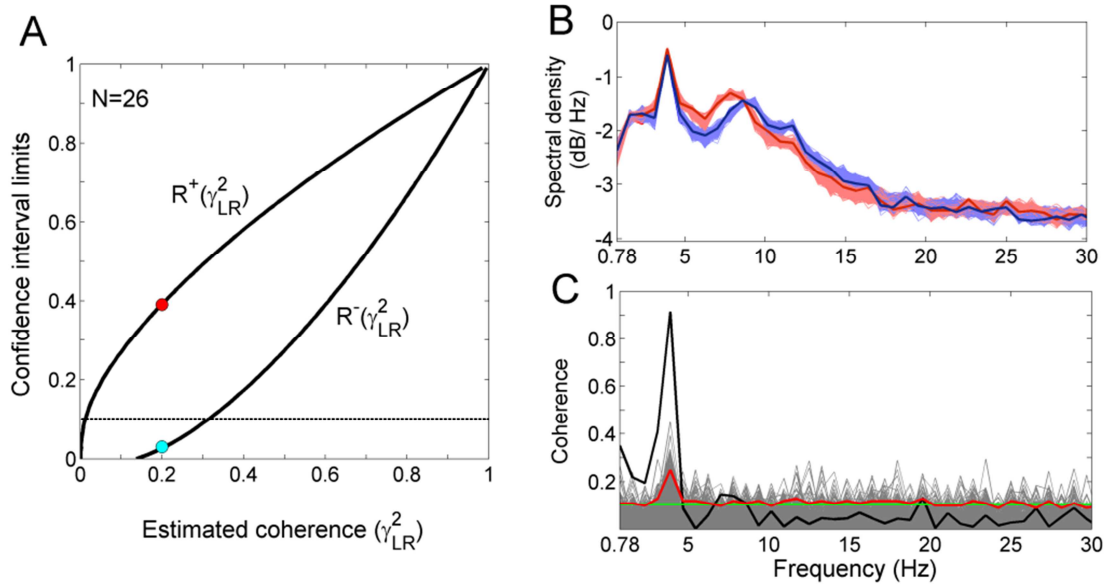 A
N=26
R⁺(γ²LR)
R⁻(γ²LR)
Confidence interval limits
1
0.8
0.6
0.4
0.2
0
0 0.2 0.4 0.6 0.8 1
Estimated coherence (γ²LR)
B
Spectral density
(dB/ Hz)
0
-1
-2
-3
-4
0.78 5 10 15 20 25 30
C
Coherence
1
0.8
0.6
0.4
0.2
0.78 5 10 15 20 25 30
Frequency (Hz)